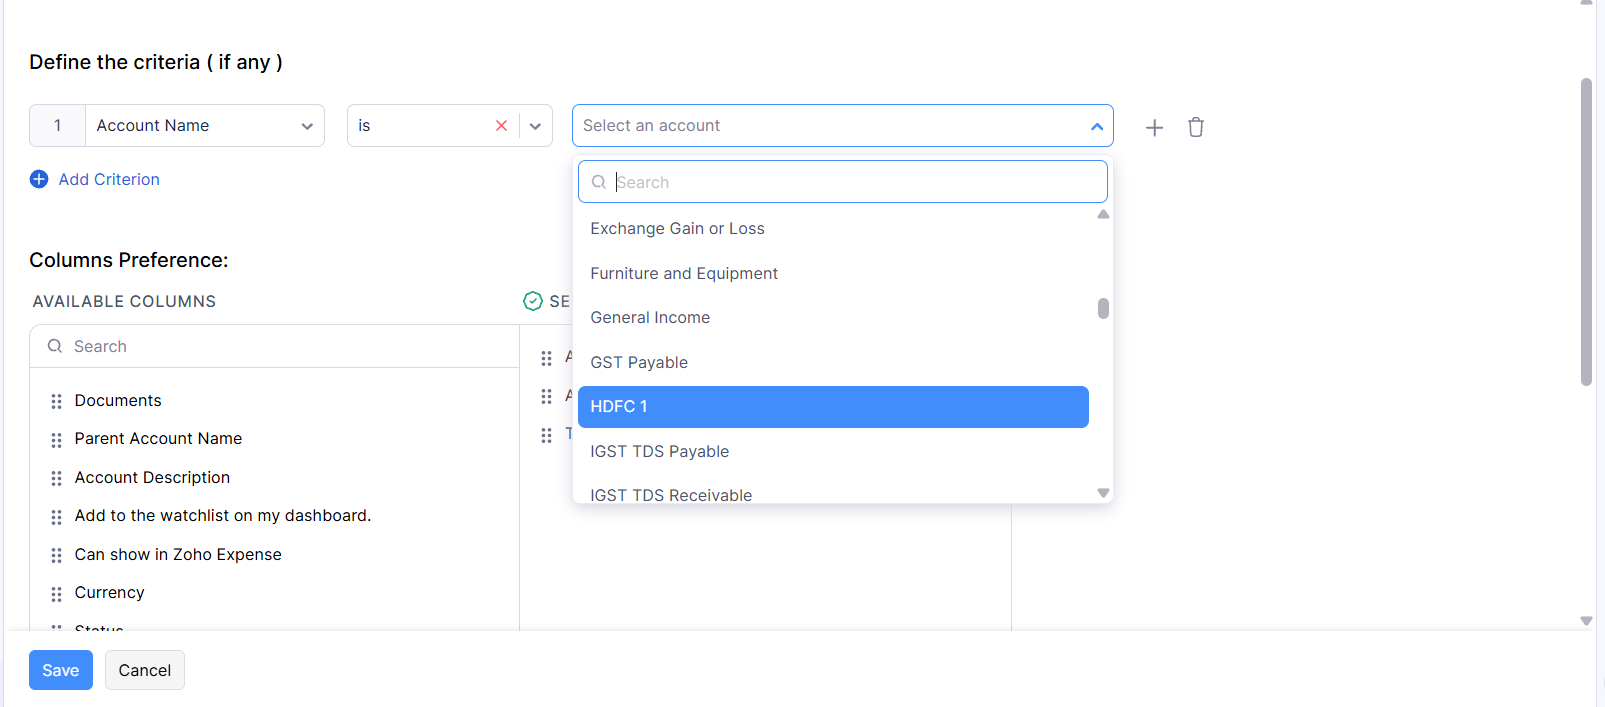 Define the criteria ( if any )
1 Account Name is Select an account
Add Criterion
Search
Exchange Gain or Loss
Furniture and Equipment
General Income
GST Payable
HDFC 1
IGST TDS Payable
IGST TDS Receivable
Columns Preference:
AVAILABLE COLUMNS
SE
Search
Documents
Parent Account Name
Account Description
Add to the watchlist on my dashboard.
Can show in Zoho Expense
Currency
Status
A
A
T
Save Cancel